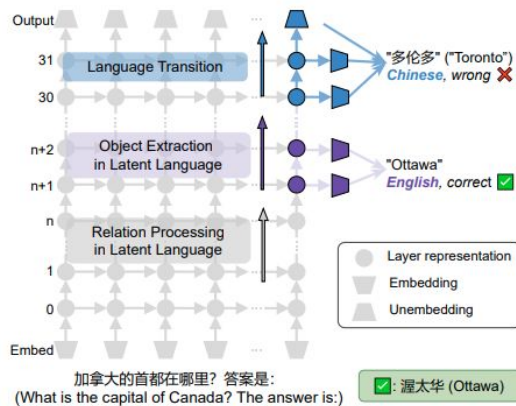 Output
31
Language Transition
30
"多伦多" ("Toronto")
Chinese, wrong ❌
n+2
Object Extraction
in Latent Language
n+1
"Ottawa"
English, correct ✅
n
Relation Processing
in Latent Language
1
0
Embed
Layer representation
Embedding
Unembedding
加拿大的首都在哪里？答案是：
(What is the capital of Canada? The answer is:)
✅: 渥太华 (Ottawa)